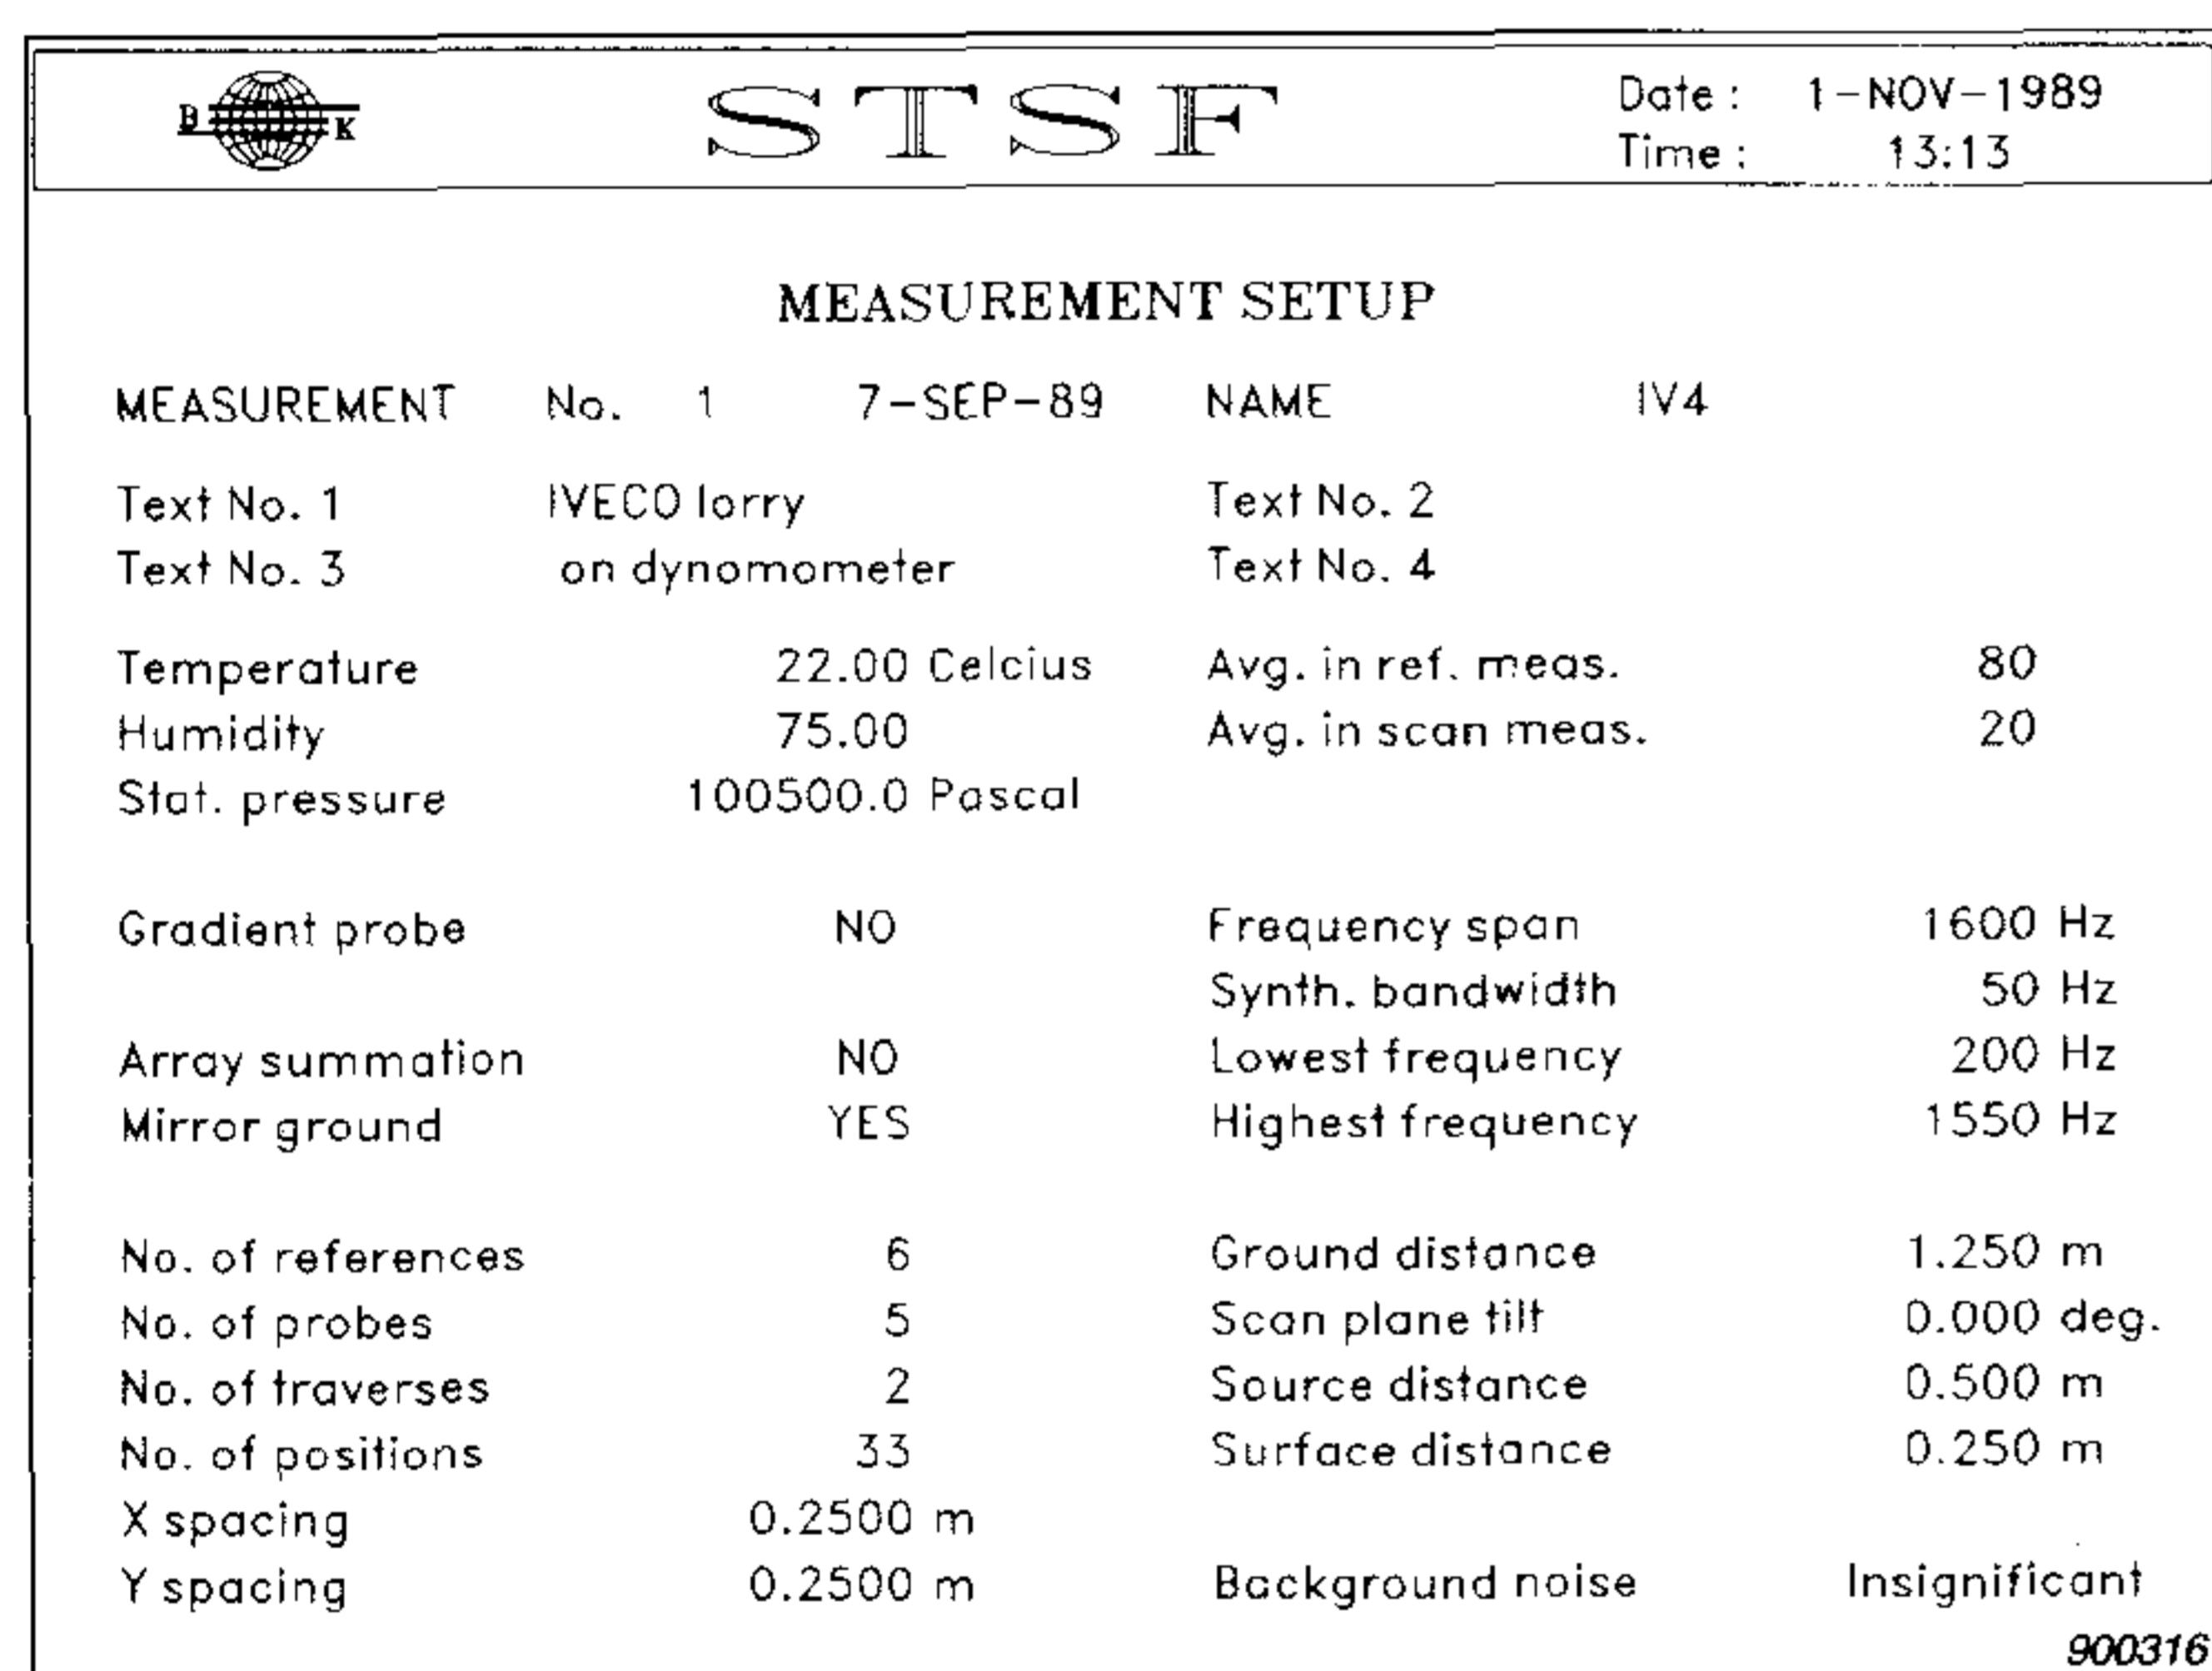 B K STSF Date: 1-NOV-1989
Time: 13:13
MEASUREMENT SETUP
MEASUREMENT No. 1 7-SEP-89 NAME IV4
Text No. 1 IVECO lorry Text No. 2
Text No. 3 on dynomometer Text No. 4
Temperature 22.00 Celcius Avg. in ref. meas. 80
Humidity 75.00 Avg. in scan meas. 20
Stat. pressure 100500.0 Pascal
Gradient probe NO Frequency span 1600 Hz
Synth. bandwidth 50 Hz
Array summation NO Lowest frequency 200 Hz
Mirror ground YES Highest frequency 1550 Hz
No. of references 6 Ground distance 1.250 m
No. of probes 5 Scan plane tilt 0.000 deg.
No. of traverses 2 Source distance 0.500 m
No. of positions 33 Surface distance 0.250 m
X spacing 0.2500 m
Y spacing 0.2500 m Background noise Insignificant
900316